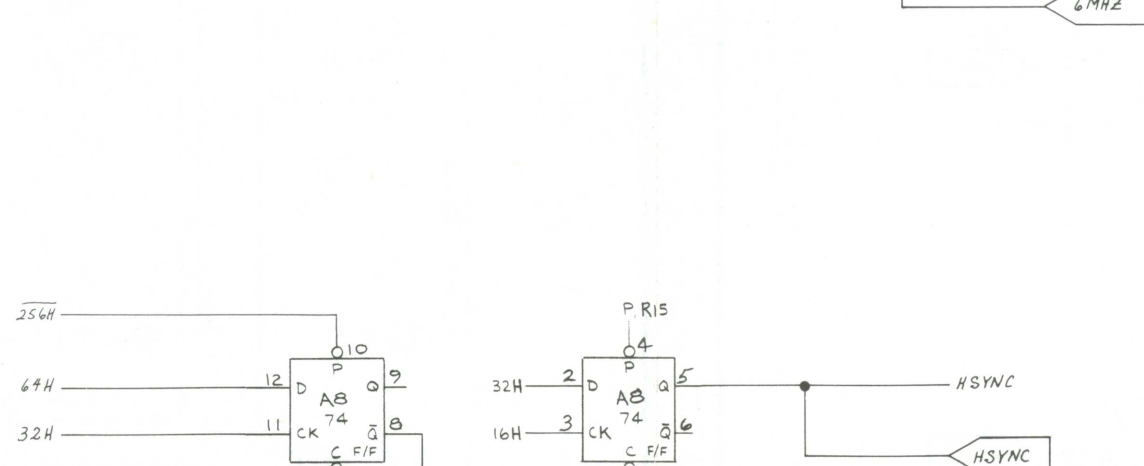 6MHZ
256H
P R15
10
4
P
P
64H
12
D
Q
9
32H
2
D
Q
5
HSYNC
A8
A8
74
74
32H
11
CK
Q̅
8
16H
3
CK
Q̅
6
C F/F
C F/F
HSYNC